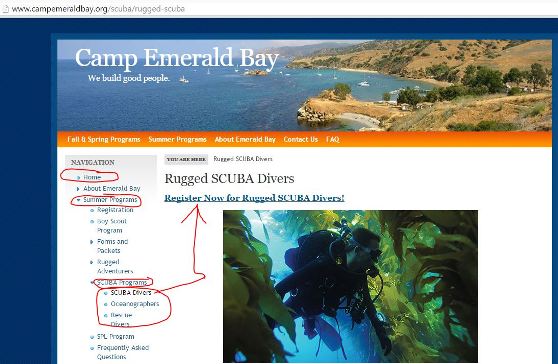 www.campemeraldbay.org/scuba/rugged-scuba
Camp Emerald Bay
We build good people.
Fall & Spring Programs Summer Programs About Emerald Bay Contact Us FAQ
NAVIGATION
Home
About Emerald Bay
Summer Programs
Registration
Boy Scout
Program
Forms and
Packets
Rugged
Adventurers
SCUBA Programs
SCUBA Divers
Oceanographers
Rescue
Divers
SPL Program
Frequently Asked
Questions
YOU ARE HERE Rugged SCUBA Divers
Rugged SCUBA Divers
Register Now for Rugged SCUBA Divers!